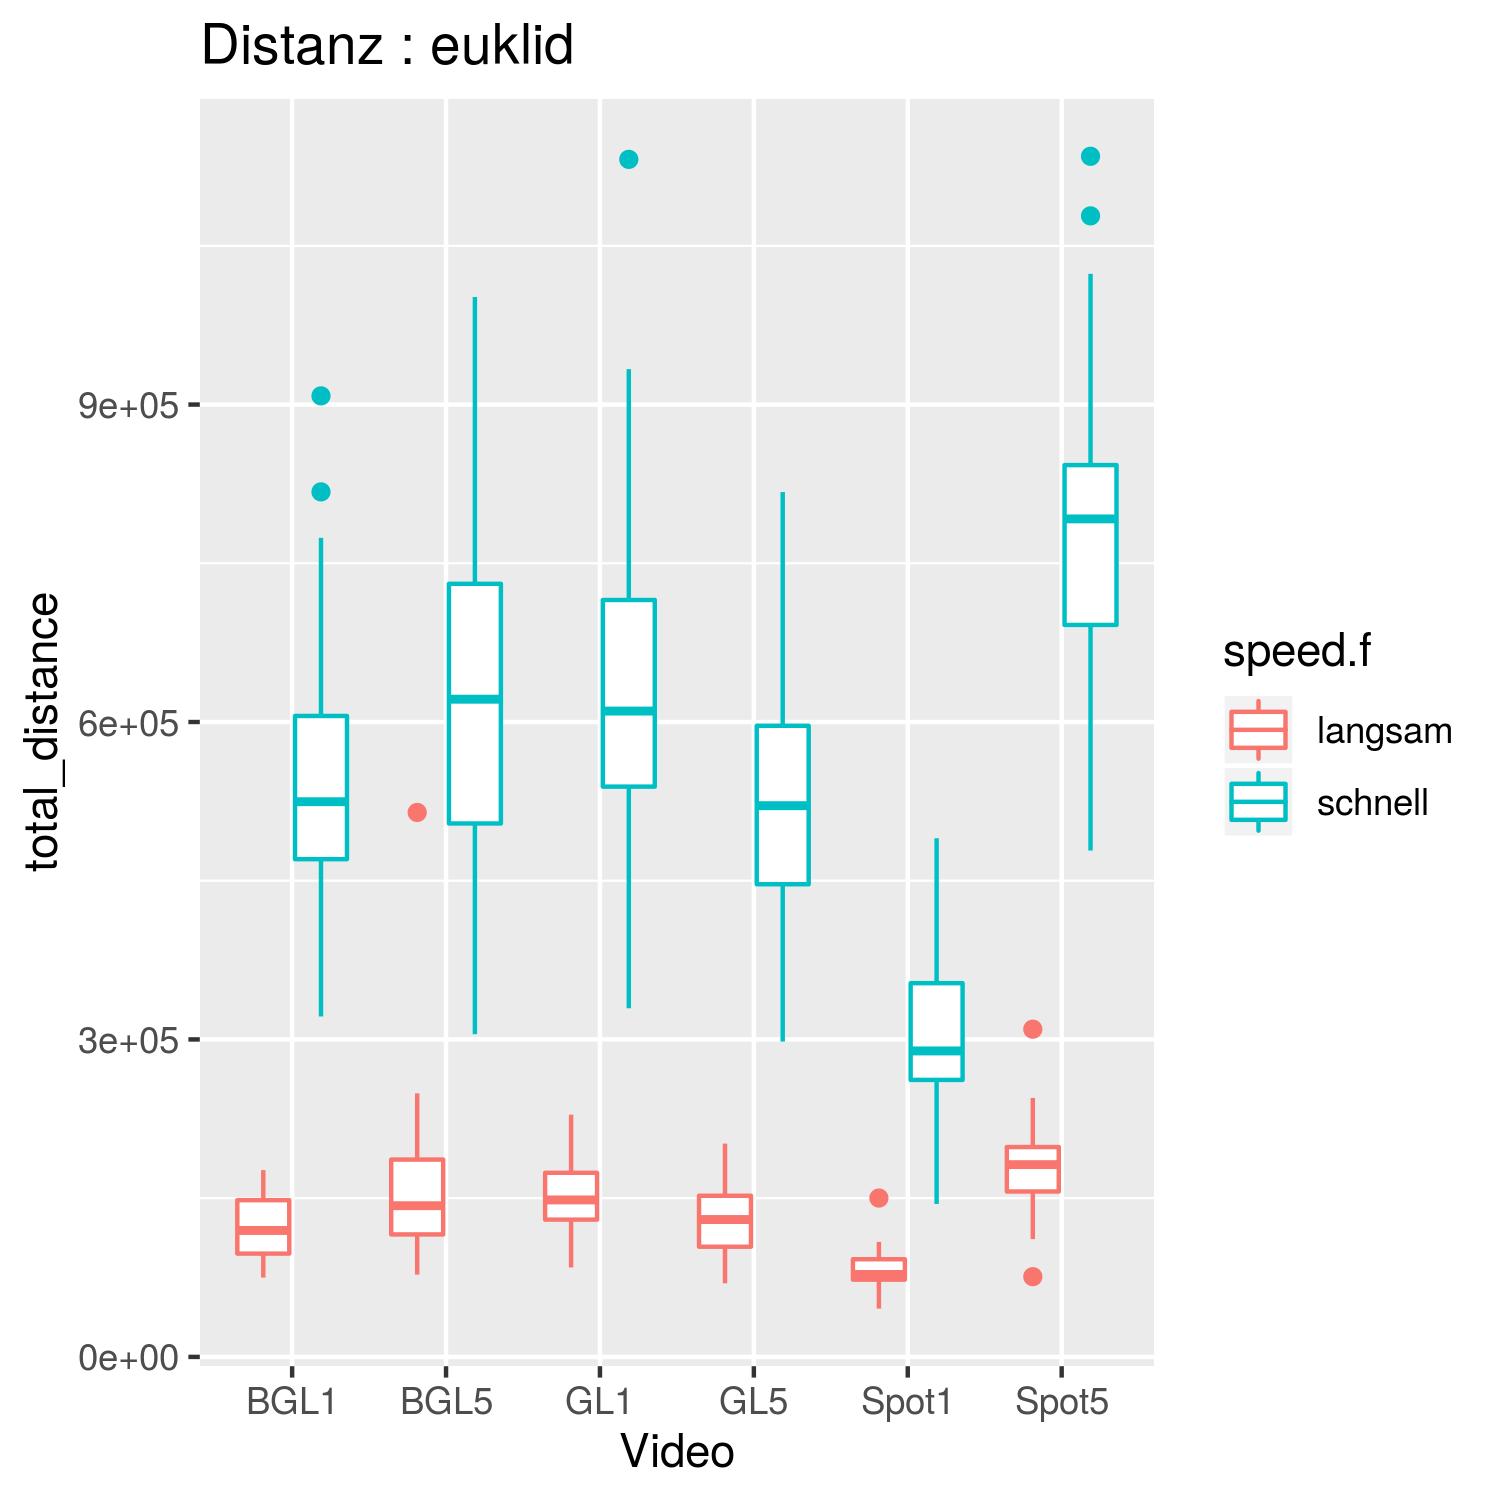 Distanz : euklid
total_distance
9e+05
6e+05
3e+05
0e+00
BGL1 BGL5 GL1 GL5 Spot1 Spot5
Video
speed.f
langsam
schnell